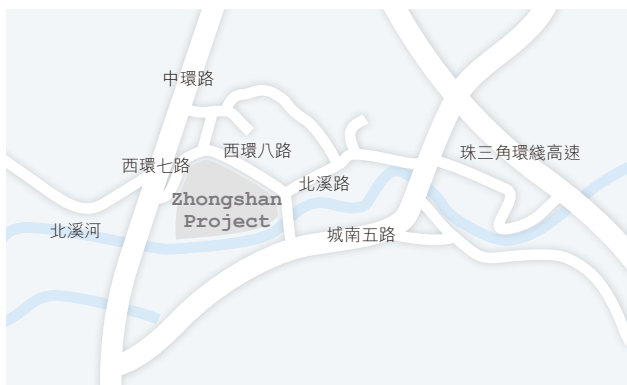 中環路
西環八路
珠三角環綫高速
西環七路
北溪路
Zhongshan
Project
北溪河
城南五路